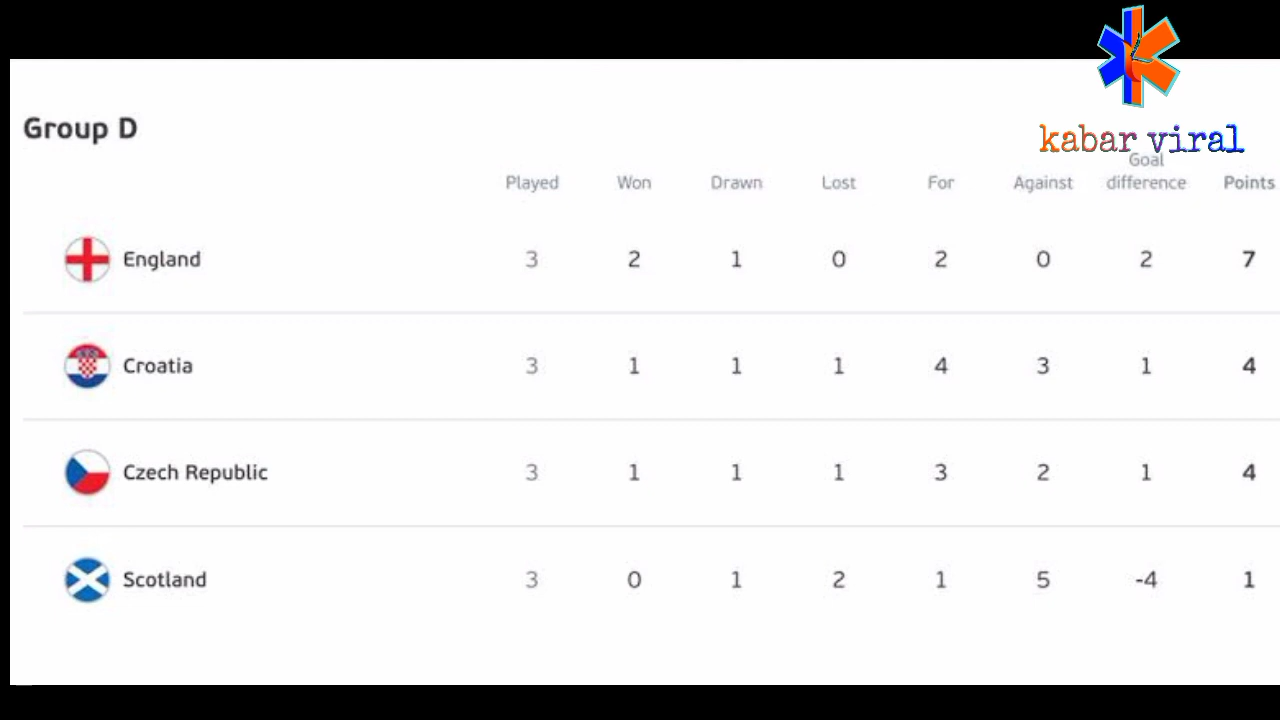 kabar viral
Group D
Played Won Drawn Lost For Against Goal difference Points
England 3 2 1 0 2 0 2 7
Croatia 3 1 1 1 4 3 1 4
Czech Republic 3 1 1 1 3 2 1 4
Scotland 3 0 1 2 1 5 -4 1